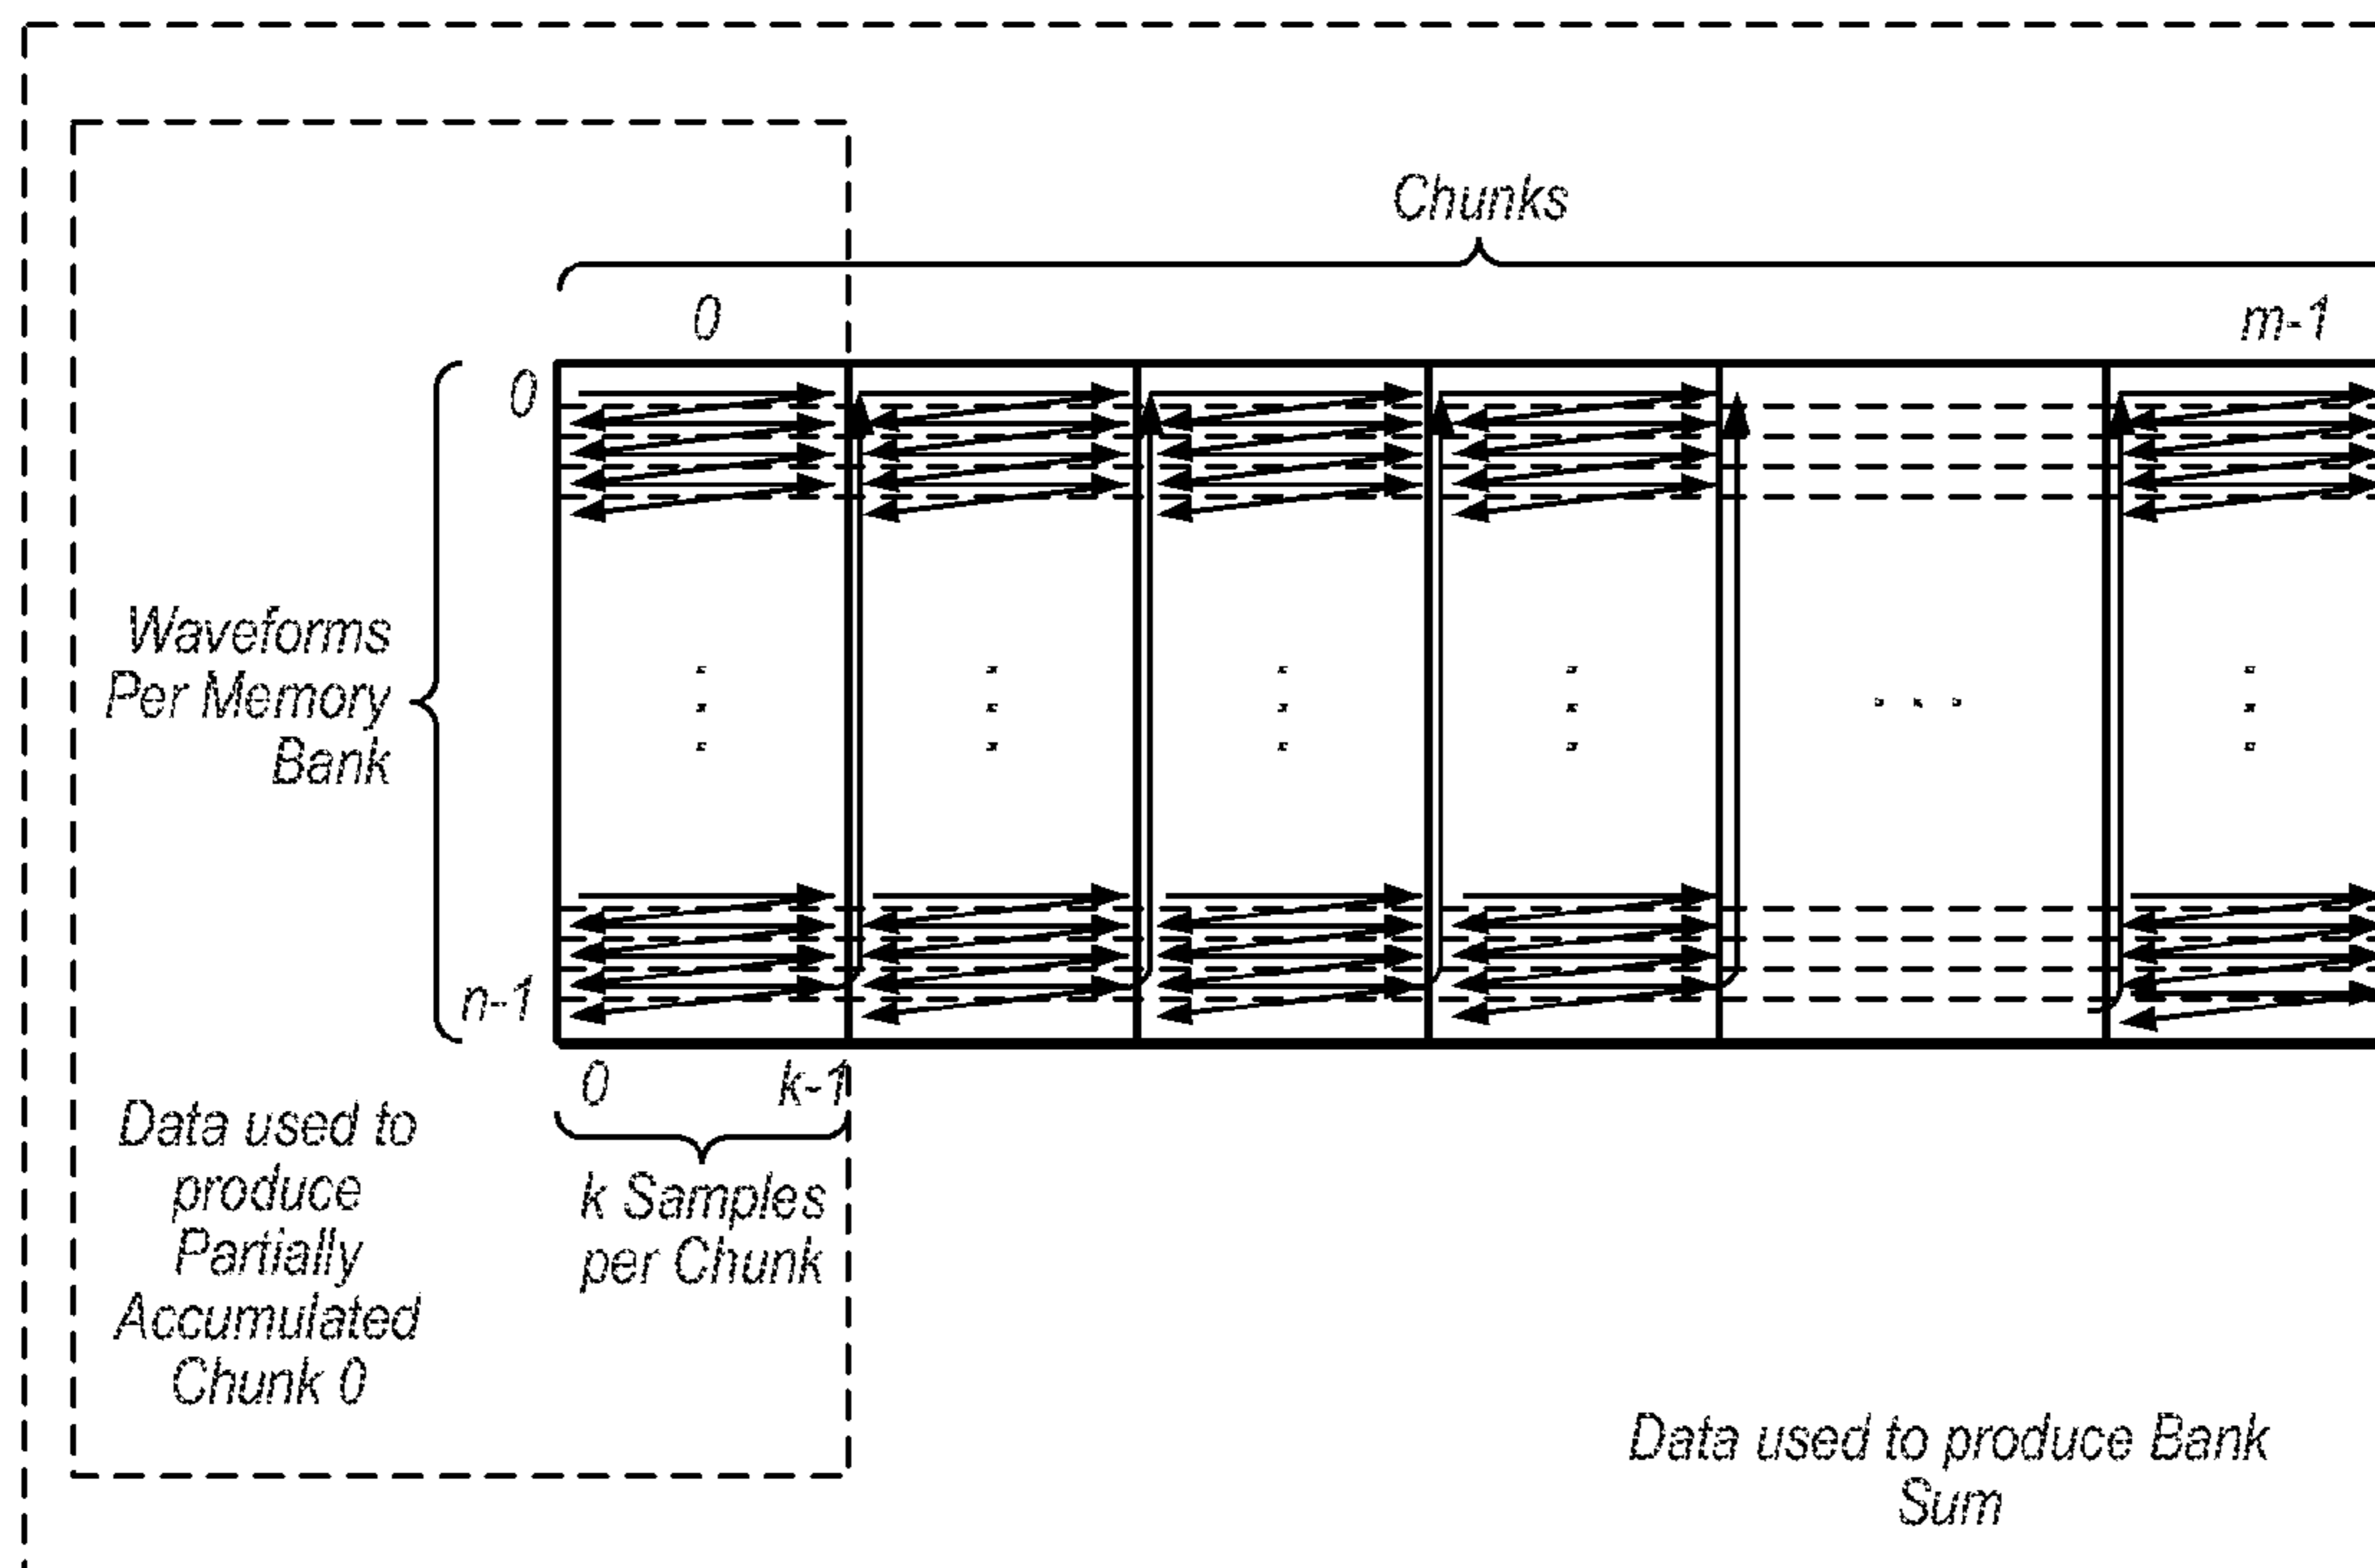 Chunks
0
m-1
0
Waveforms
Per Memory
Bank
n-1
0
k-1
Data used to
produce
Partially
Accumulated
Chunk 0
k Samples
per Chunk
Data used to produce Bank
Sum